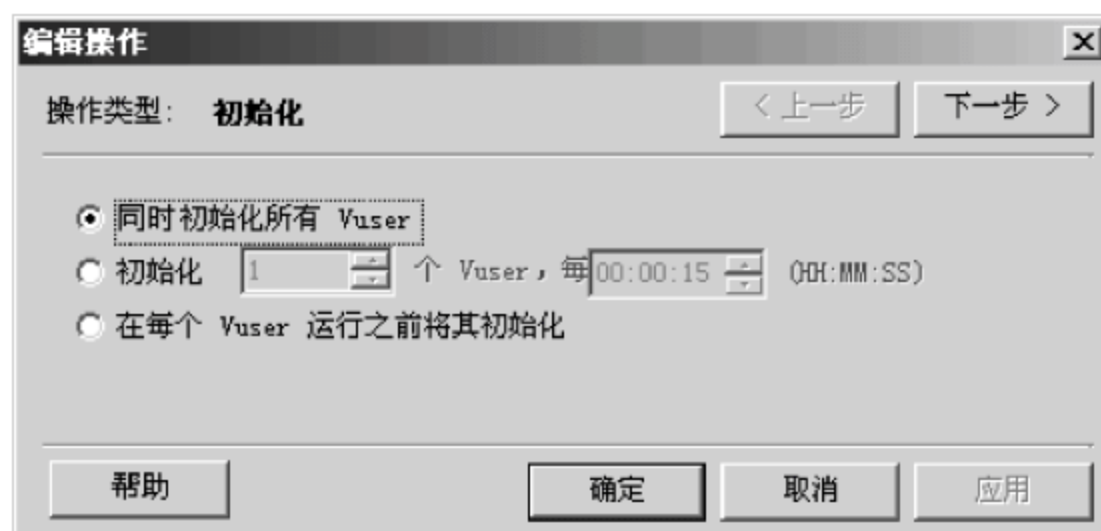 编辑操作
操作类型: 初始化 <上一步 下一步 >
同时初始化所有 Vuser
初始化 1 个 Vuser,每 00:00:15 (HH:MM:SS)
在每个 Vuser 运行之前将其初始化
帮助 确定 取消 应用